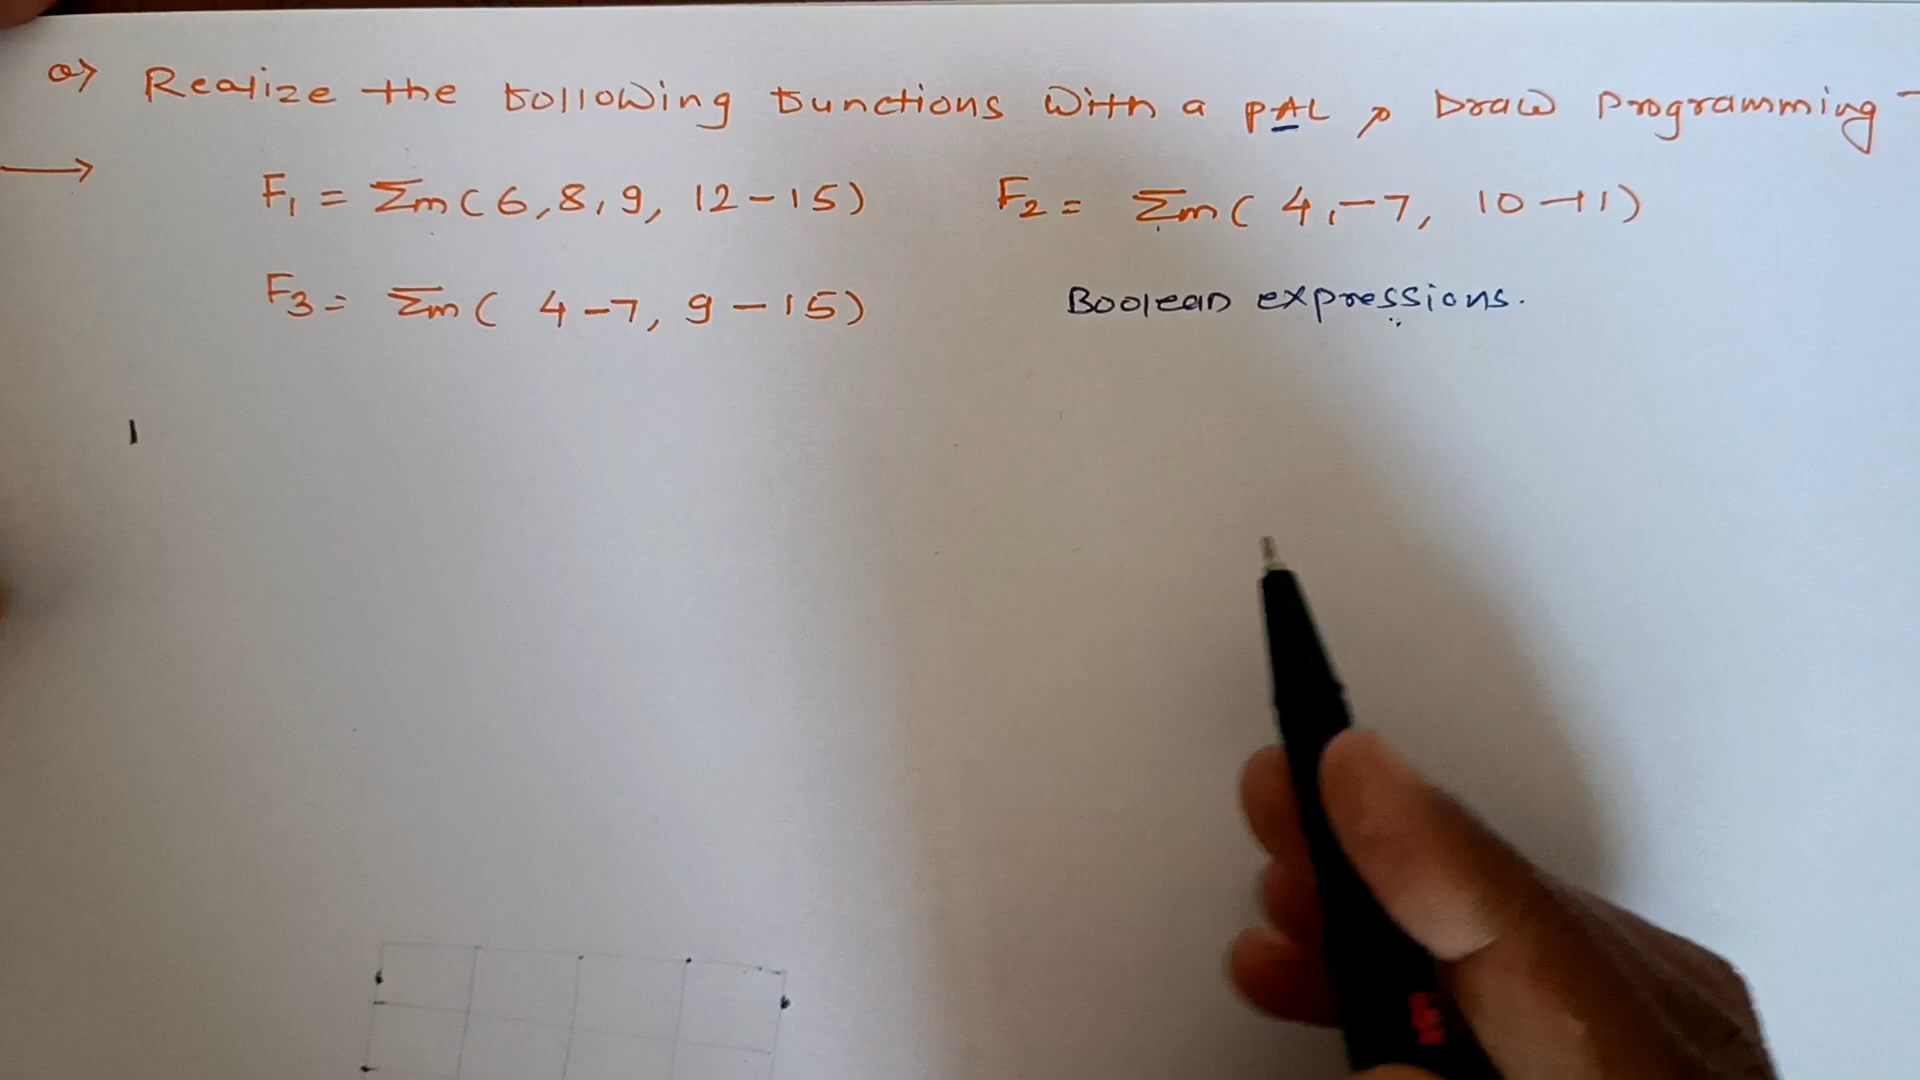 Q) Realize the following functions with a PAL, Draw programming
→ F₁ = Σm(6,8,9, 12-15) F₂ = Σm( 4,-7, 10-11)
F₃ = Σm( 4-7, 9-15) Boolean expressions.